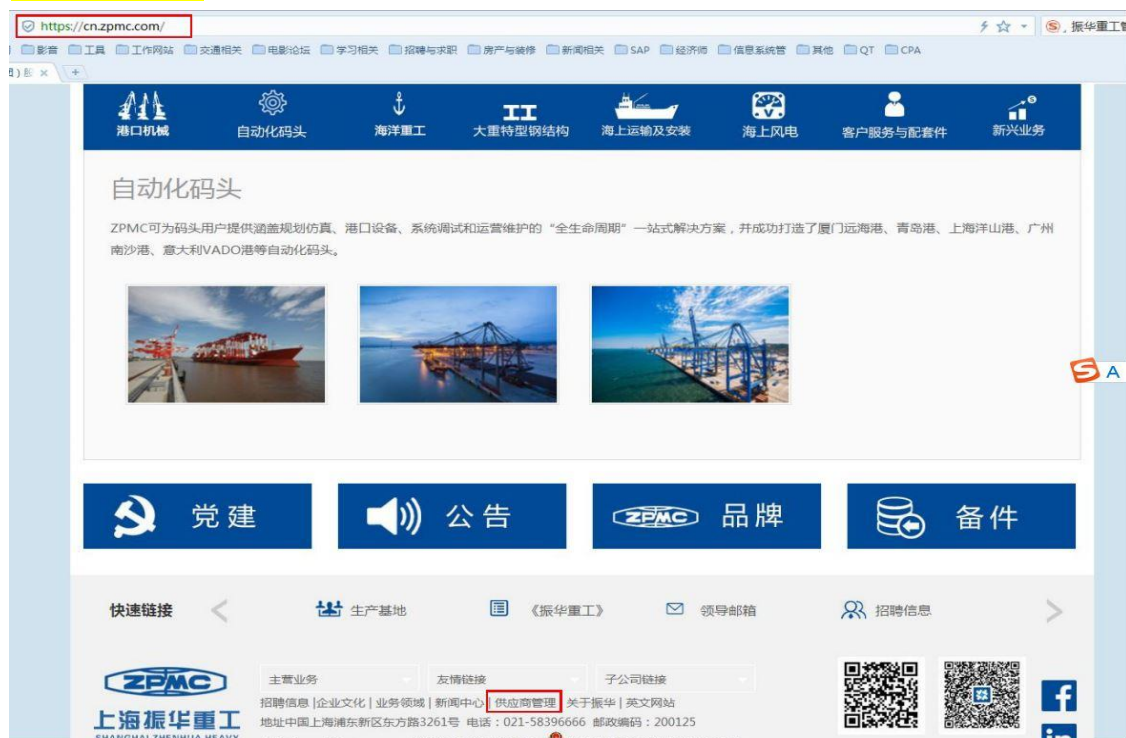 https://cn.zpmc.com/
振华重工管
影音 工具 工作网站 交通相关 电影论坛 学习相关 招聘与求职 房产与装修 新闻相关 SAP 经济师 信息系统管 其他 QT CPA
港口机械 自动化码头 海洋重工 大重特型钢结构 海上运输及安装 海上风电 客户服务与配套件 新兴业务
自动化码头
ZPMC可为码头用户提供涵盖规划仿真、港口设备、系统调试和运营维护的“全生命周期”一站式解决方案，并成功打造了厦门远海港、青岛港、上海洋山港、广州
南沙港、意大利VADO港等自动化码头。
A
党建 公告 ZPMC 品牌 备件
快速链接 生产基地 《振华重工》 领导邮箱 招聘信息
ZPMC
主营业务 友情链接 子公司链接
招聘信息 |企业文化 | 业务领域 | 新闻中心 | 供应商管理 关于振华 | 英文网站
上海振华重工
地址中国上海浦东新区东方路3261号 电话：021-58396666 邮政编码：200125
SHANGHAI ZHENHUA HEAVY